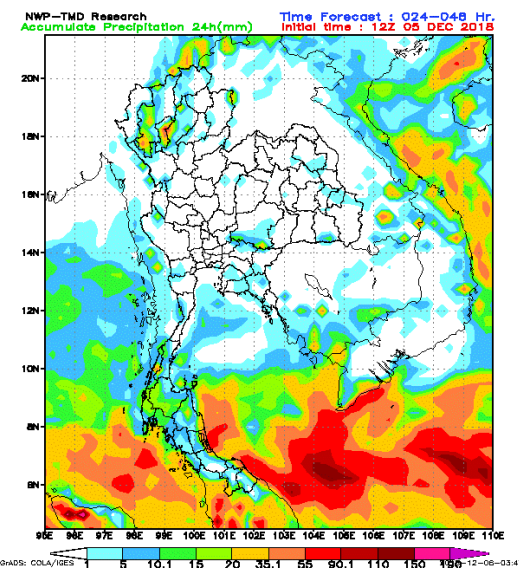 NWP-TMD Research
Time Forecast : 024-048 Hr.
Accumulate Precipitation 24h(mm)
Initial time : 12Z 05 DEC 2018
20N
18N
16N
14N
12N
10N
8N
6N
95E 96E 97E 98E 99E 100E 101E 102E 103E 104E 105E 106E 107E 108E 109E 110E
1 5 10.1 15 20 35.1 55 90.1 110 150
GrADS: COLA/IGES